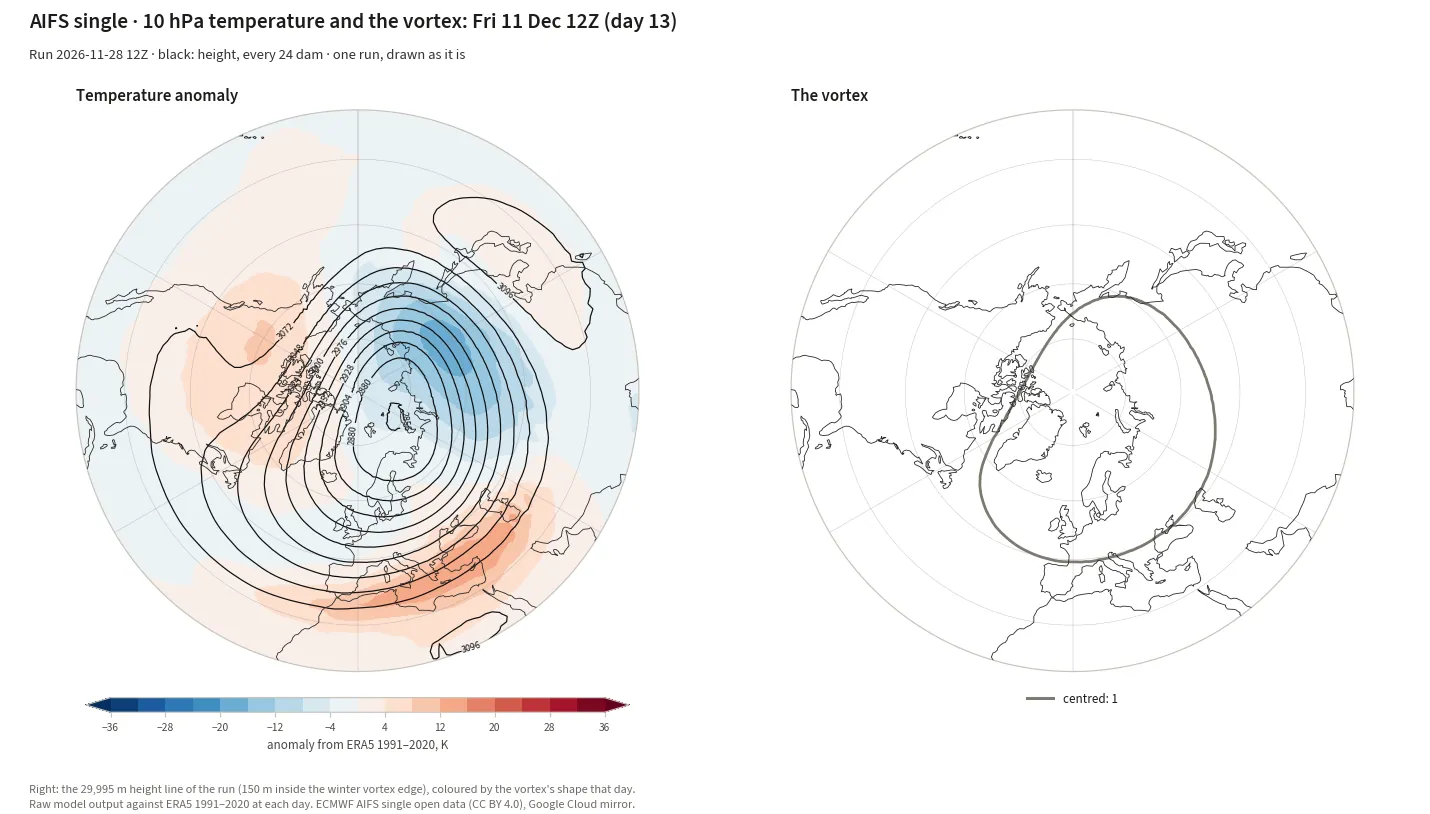 AIFS single · 10 hPa temperature and the vortex: Fri 11 Dec 12Z (day 13)
Run 2026-11-28 12Z · black: height, every 24 dam · one run, drawn as it is
Temperature anomaly
The vortex
3096
3072
2976
2928
2880
2904
2880
3096
−36 −28 −20 −12 −4 4 12 20 28 36
anomaly from ERA5 1991–2020, K
centred: 1
Right: the 29,995 m height line of the run (150 m inside the winter vortex edge), coloured by the vortex's shape that day.
Raw model output against ERA5 1991–2020 at each day. ECMWF AIFS single open data (CC BY 4.0), Google Cloud mirror.